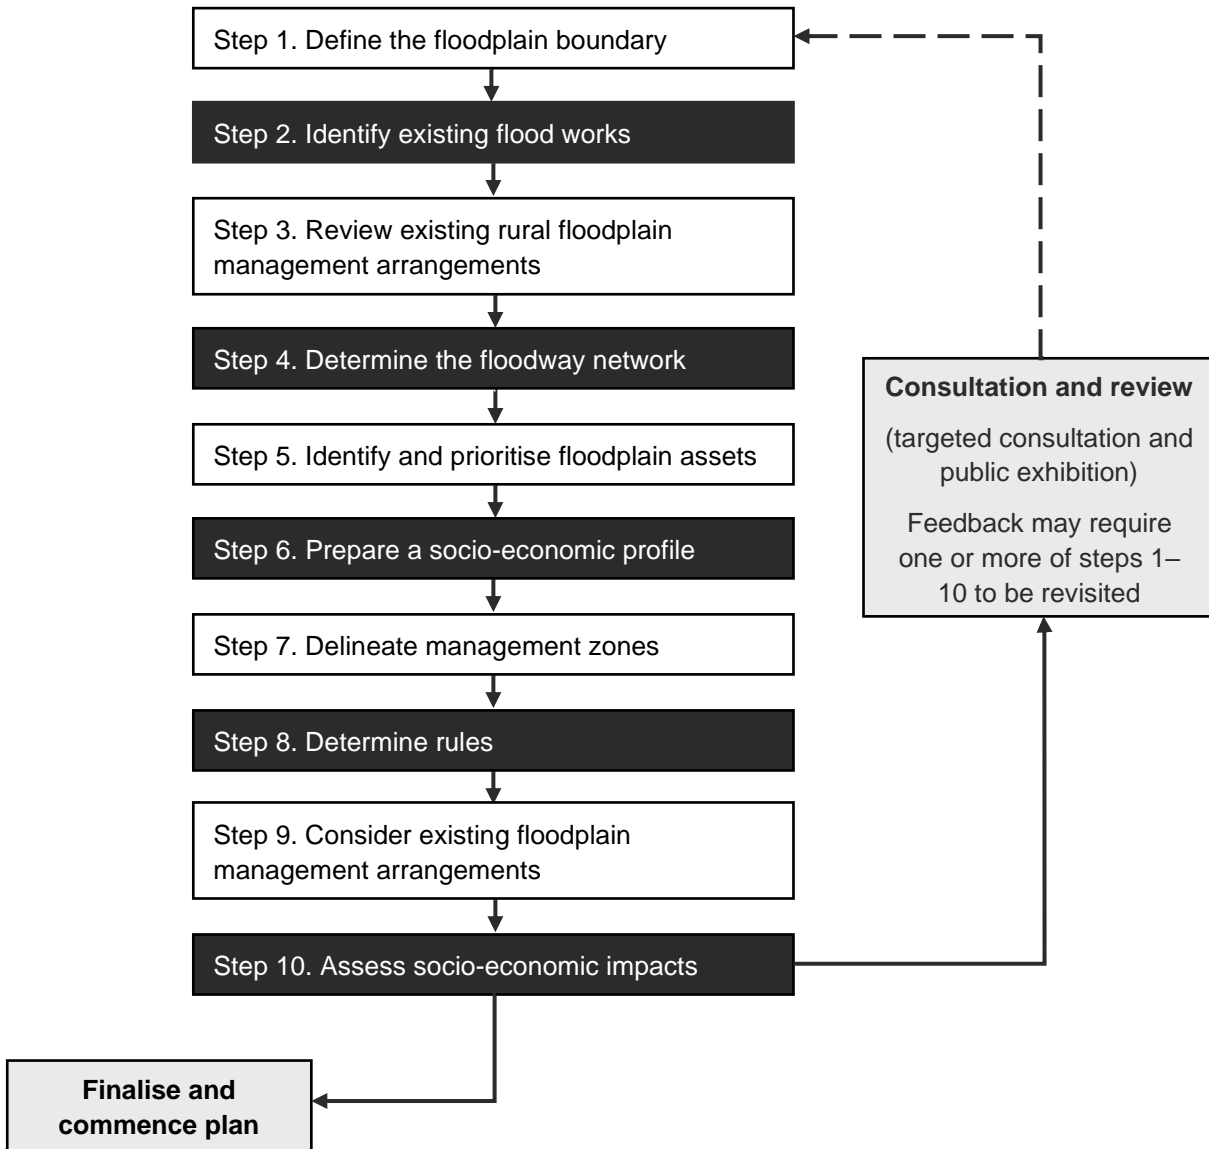 Step 1. Define the floodplain boundary
Step 2. Identify existing flood works
Step 3. Review existing rural floodplain
management arrangements
Step 4. Determine the floodway network
Step 5. Identify and prioritise floodplain assets
Step 6. Prepare a socio-economic profile
Step 7. Delineate management zones
Step 8. Determine rules
Step 9. Consider existing floodplain
management arrangements
Step 10. Assess socio-economic impacts
Consultation and review
(targeted consultation and
public exhibition)
Feedback may require
one or more of steps 1–
10 to be revisited
Finalise and
commence plan